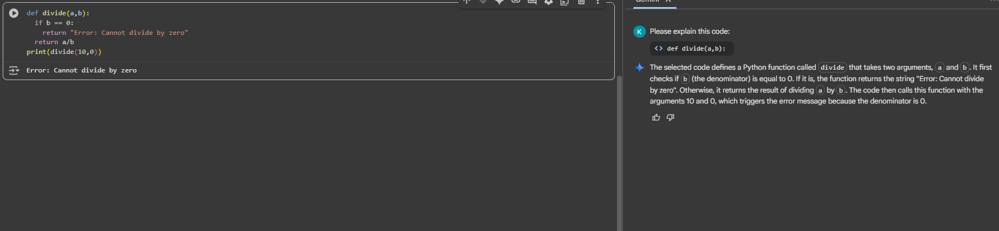 def divide(a,b):
  if b == 0:
    return "Error: Cannot divide by zero"
  return a/b
print(divide(10,0))
Error: Cannot divide by zero
Gemini
K Please explain this code:
<> def divide(a,b):
The selected code defines a Python function called divide that takes two arguments, a and b. It first
checks if b (the denominator) is equal to 0. If it is, the function returns the string "Error: Cannot divide
by zero". Otherwise, it returns the result of dividing a by b. The code then calls this function with the
arguments 10 and 0, which triggers the error message because the denominator is 0.